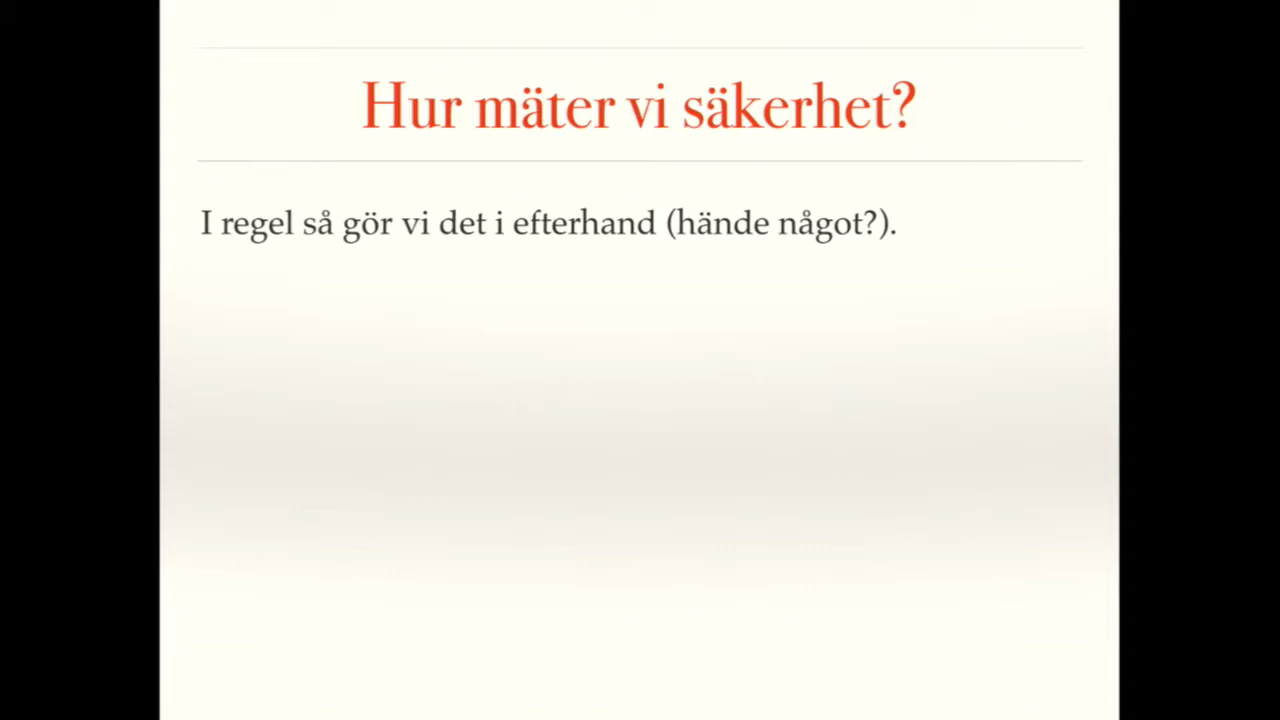 Hur mäter vi säkerhet?
I regel så gör vi det i efterhand (hände något?).